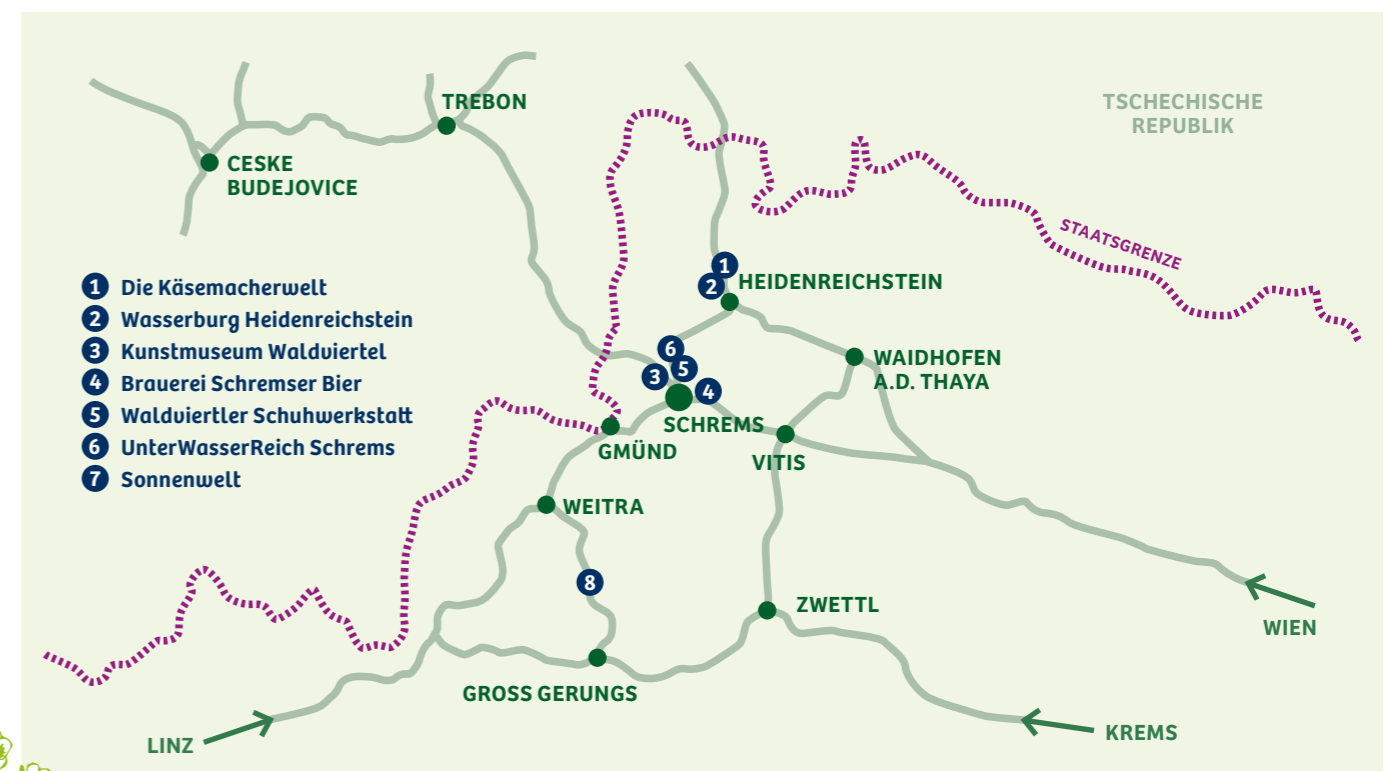 TREBON
TSCHECHISCHE
REPUBLIK
CESKE
BUDEJOVICE
STAATSGRENZE
1 Die Käsemacherwelt
2 Wasserburg Heidenreichstein
3 Kunstmuseum Waldviertel
4 Brauerei Schremser Bier
5 Waldviertler Schuhwerkstatt
6 UnterWasserReich Schrems
7 Sonnenwelt
1
2
HEIDENREICHSTEIN
6
5
3
4
WAIDHOFEN
A.D. THAYA
SCHREMS
GMÜND
VITIS
WEITRA
8
ZWETTL
WIEN
GROSS GERUNGS
LINZ
KREMS